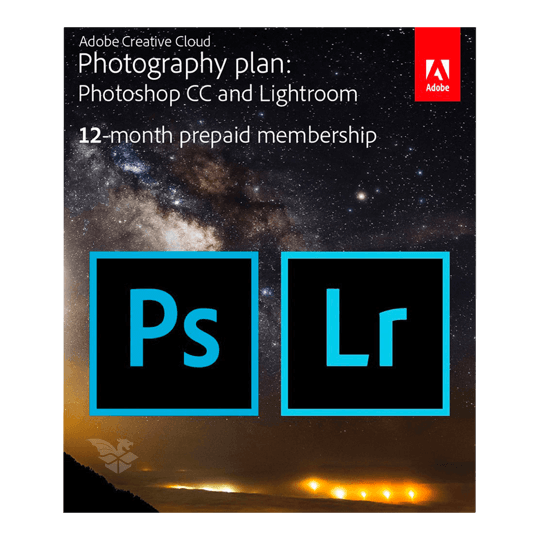 Adobe Creative Cloud
Photography plan:
Photoshop CC and Lightroom
12-month prepaid membership
Adobe
Ps
Lr